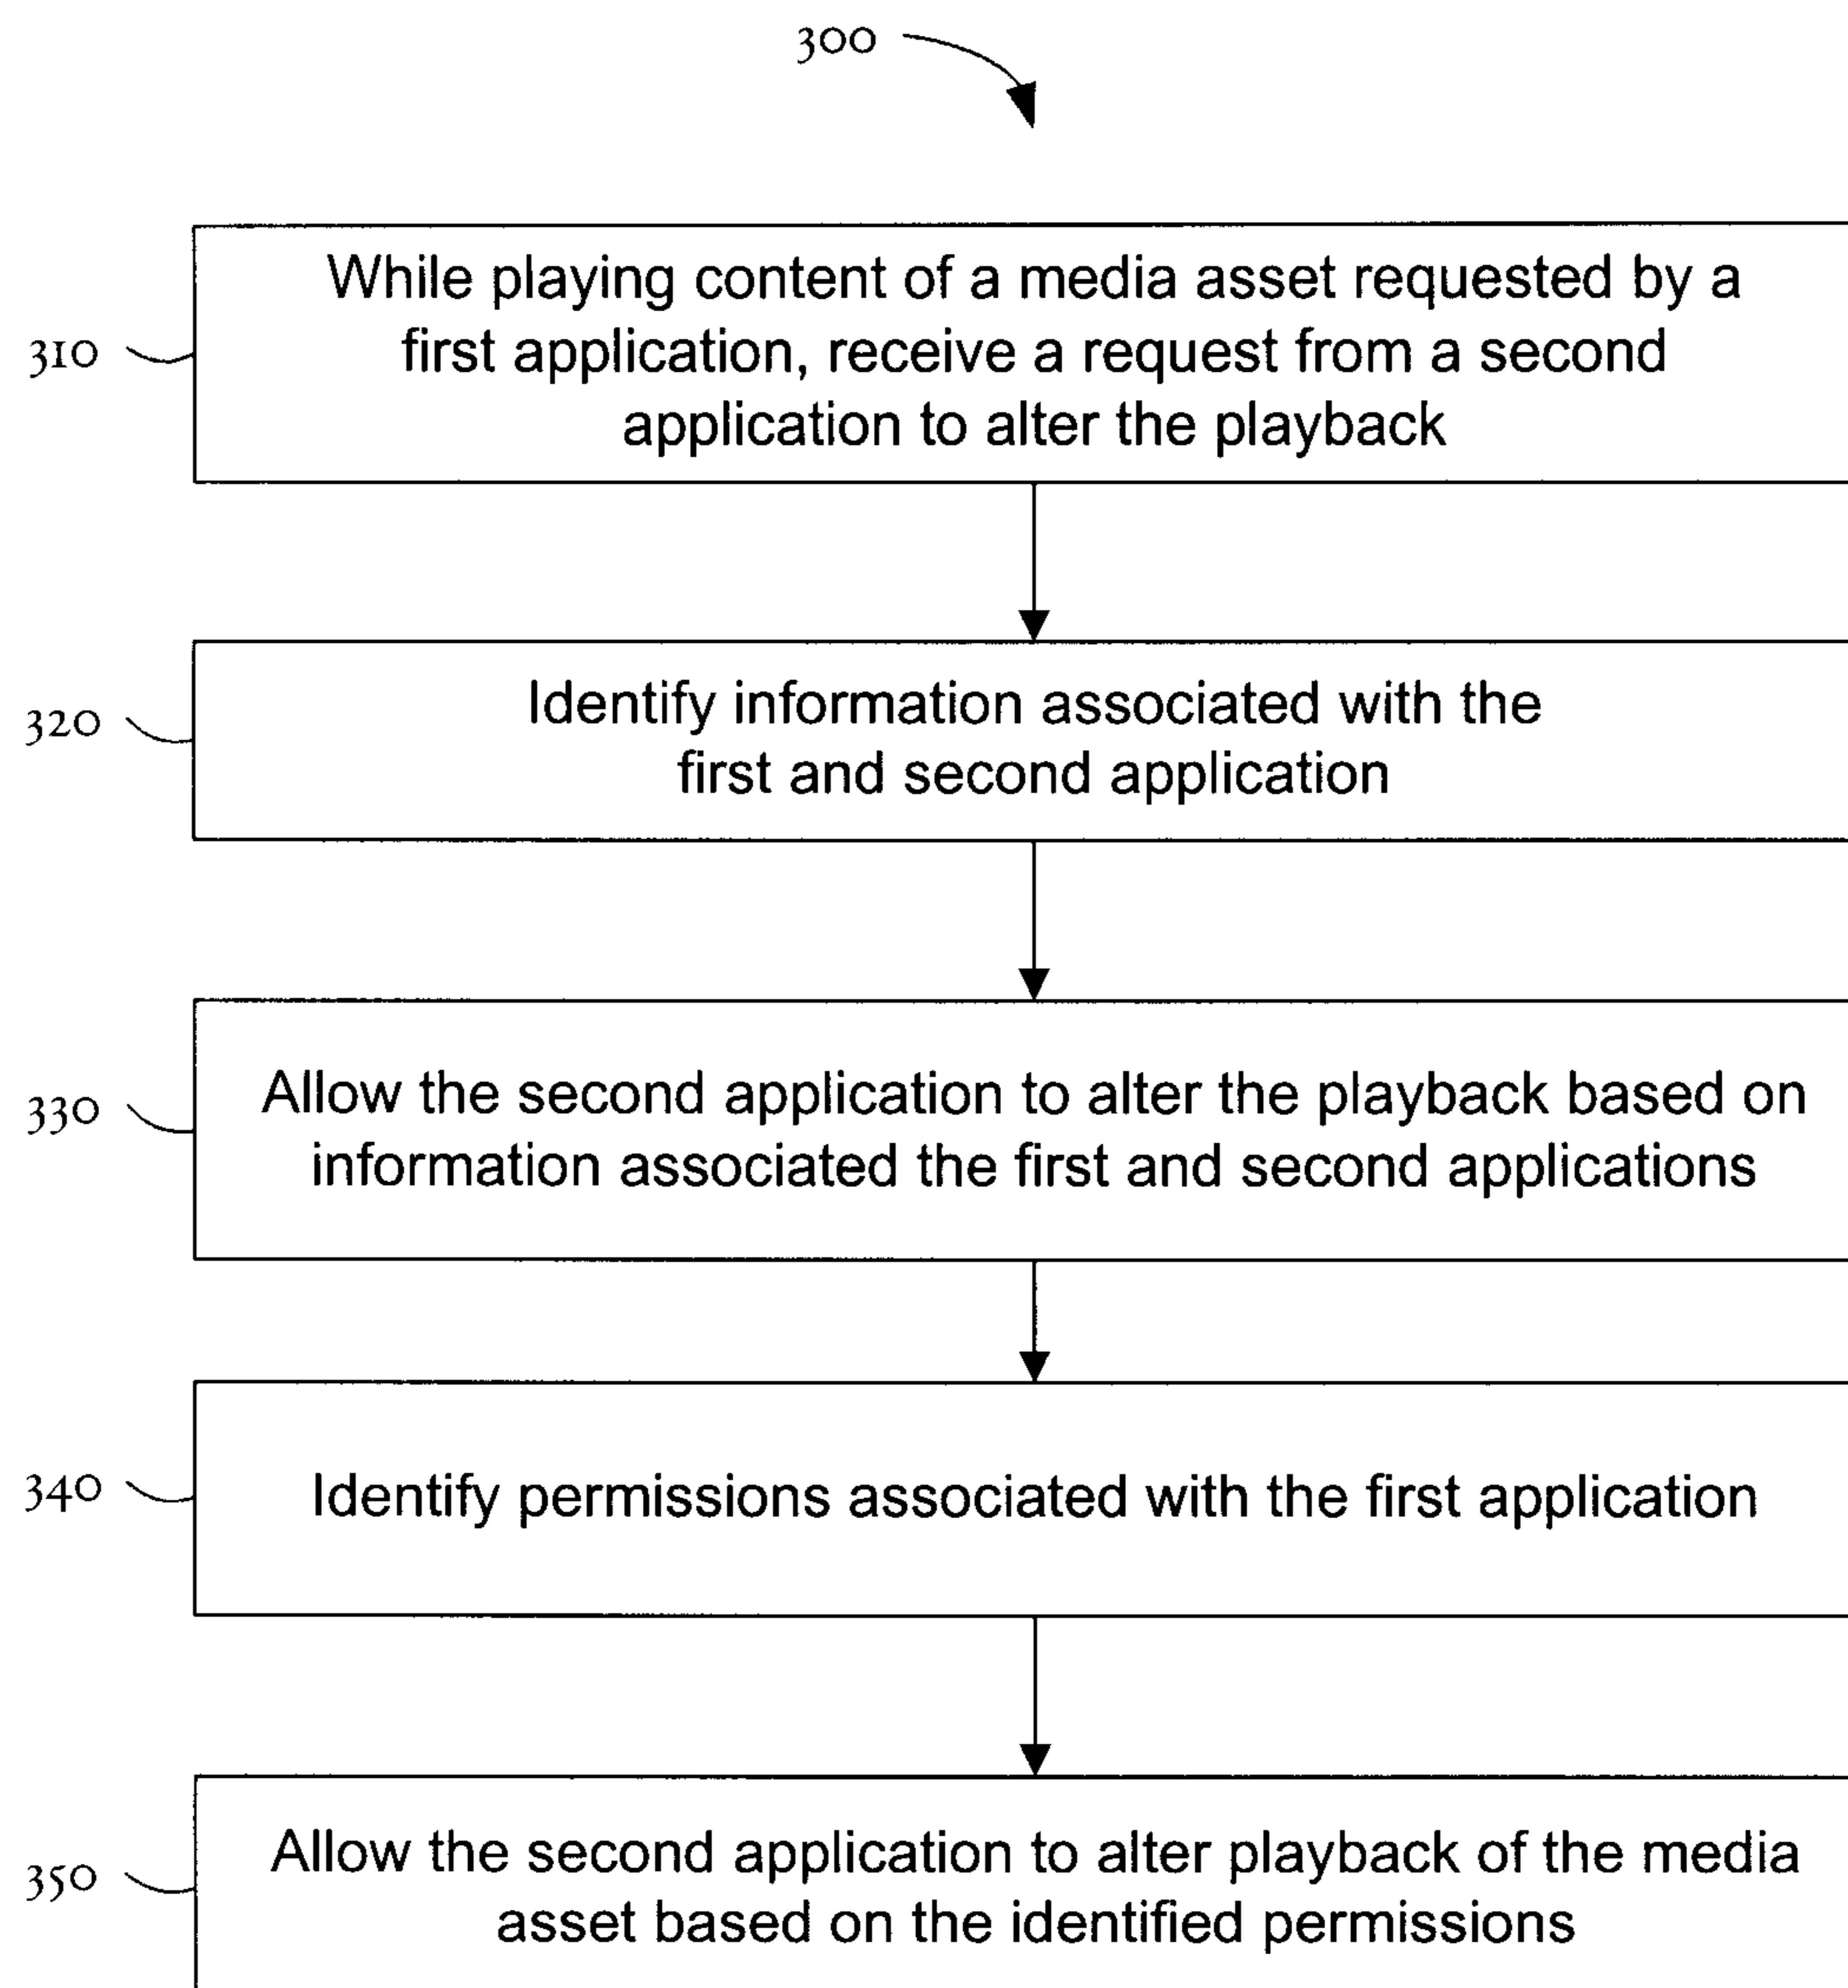 300
310
While playing content of a media asset requested by a
first application, receive a request from a second
application to alter the playback
320
Identify information associated with the
first and second application
330
Allow the second application to alter the playback based on
information associated the first and second applications
340
Identify permissions associated with the first application
350
Allow the second application to alter playback of the media
asset based on the identified permissions